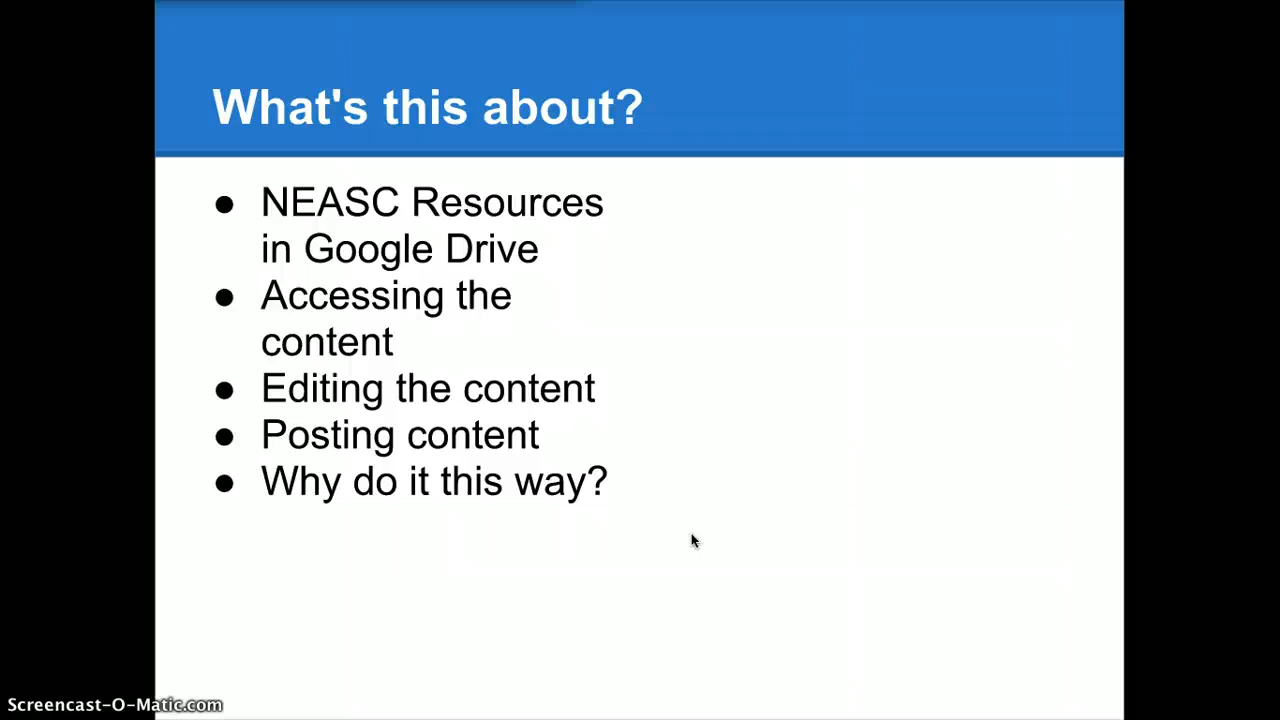 What's this about?
● NEASC Resources
in Google Drive
● Accessing the
content
● Editing the content
● Posting content
● Why do it this way?
Screencast-O-Matic.com